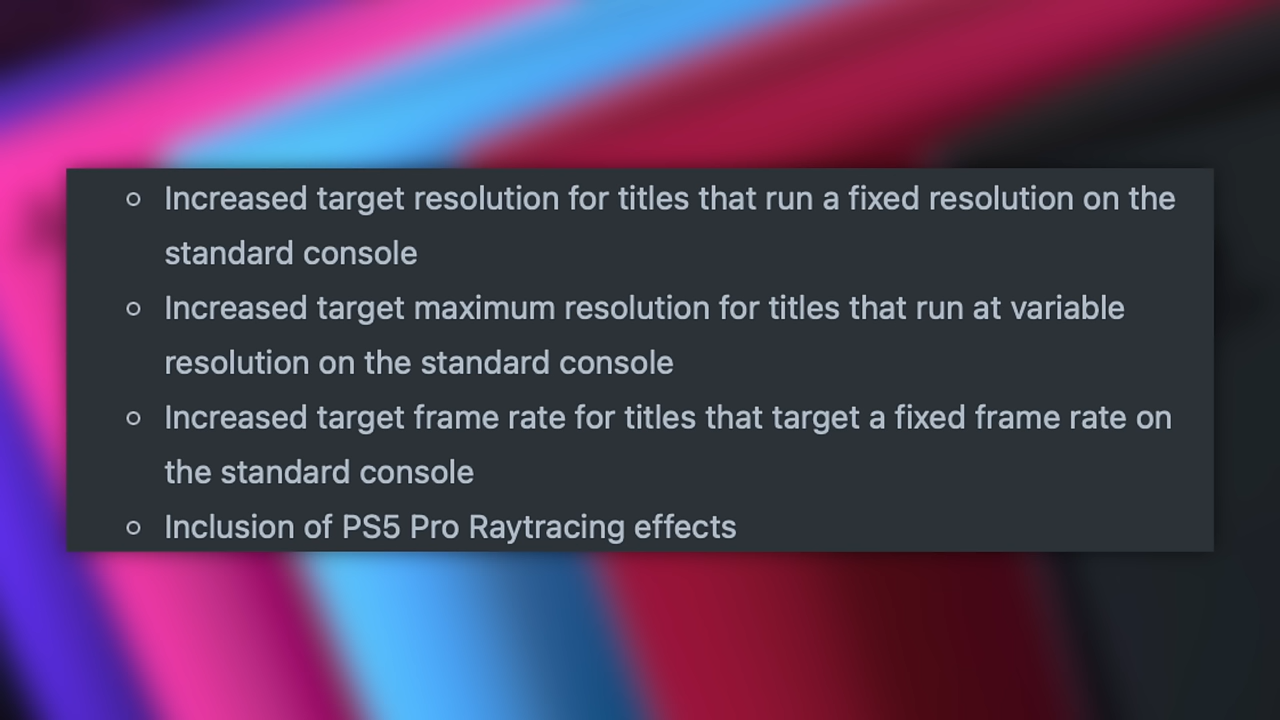 Increased target resolution for titles that run a fixed resolution on the
standard console
Increased target maximum resolution for titles that run at variable
resolution on the standard console
Increased target frame rate for titles that target a fixed frame rate on
the standard console
Inclusion of PS5 Pro Raytracing effects